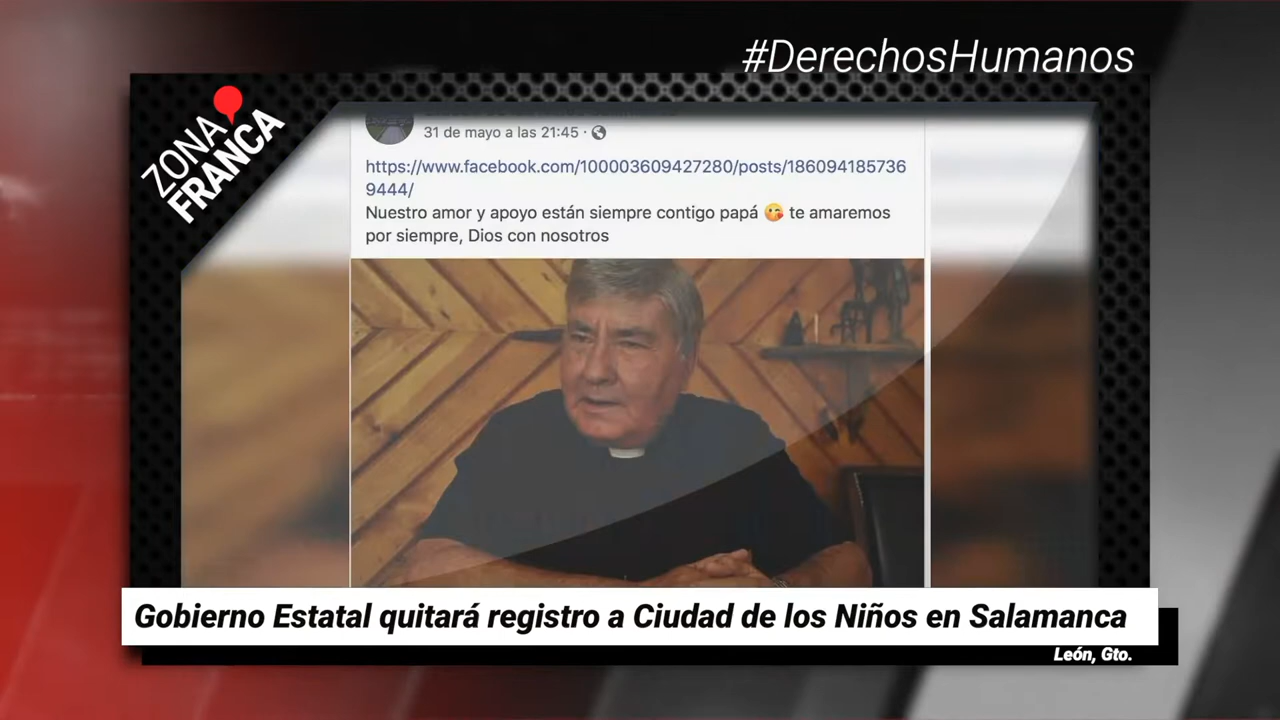 #DerechosHumanos
ZONA
FRANCA
31 de mayo a las 21:45 ·
https://www.facebook.com/100003609427280/posts/186094185736
9444/
Nuestro amor y apoyo están siempre contigo papá 😘 te amaremos
por siempre, Dios con nosotros
Gobierno Estatal quitará registro a Ciudad de los Niños en Salamanca
León, Gto.